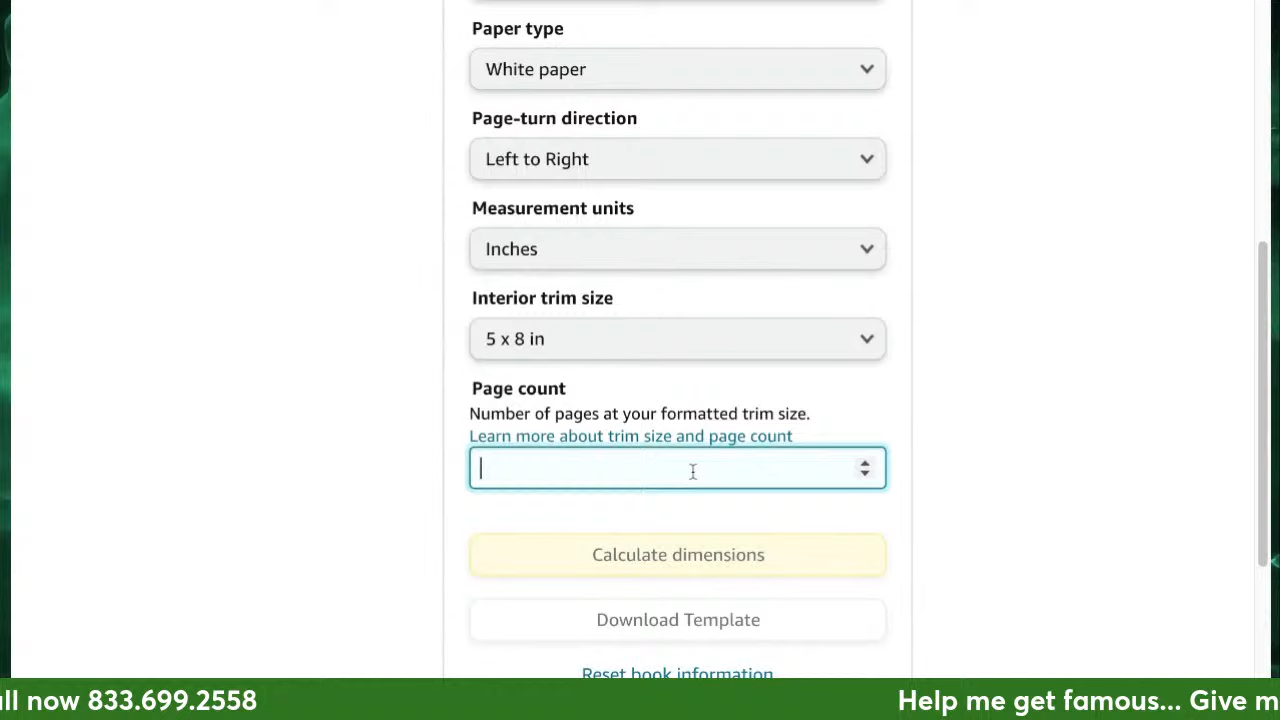 Paper type
White paper
Page-turn direction
Left to Right
Measurement units
Inches
Interior trim size
5 x 8 in
Page count
Number of pages at your formatted trim size.
Learn more about trim size and page count
Calculate dimensions
Download Template
Reset book information
all now 833.699.2558
Help me get famous... Give m